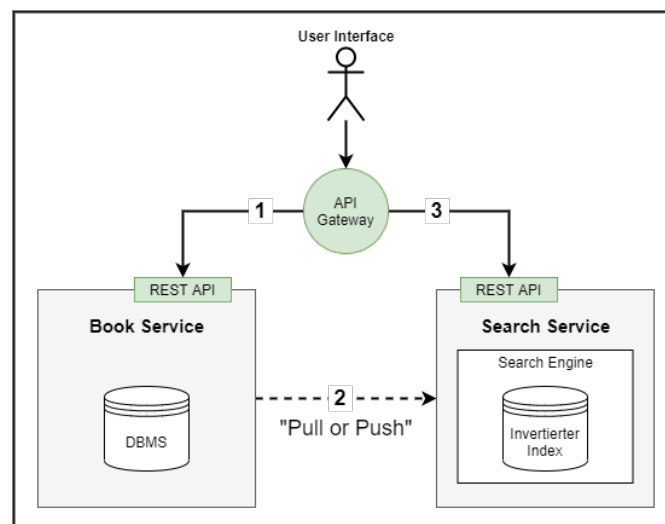 User Interface
API
Gateway
1
3
REST API
REST API
Book Service
Search Service
Search Engine
DBMS
2
"Pull or Push"
Invertierter
Index